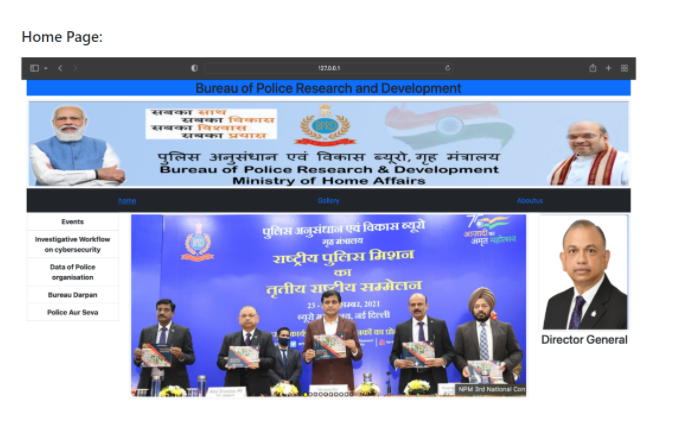 Home Page:
127.0.0.1
Bureau of Police Research and Development
सबका साथ
सबका विकास
सबका विश्वास
सबका प्रयास
पुलिस अनुसंधान एवं विकास ब्यूरो, गृह मंत्रालय
Bureau of Police Research & Development
Ministry of Home Affairs
home
Gallery
Aboutus
Events
Investigative Workflow
on cybersecurity
Data of Police
organisation
Bureau Darpan
Police Aur Seva
पुलिस अनुसंधान एवं विकास ब्यूरो
गृह मंत्रालय
आज़ादी का
अमृत महोत्सव
राष्ट्रीय पुलिस मिशन
का
तृतीय राष्ट्रीय सम्मेलन
2021
नई दिल्ली
NPM 3rd National Con
Director General